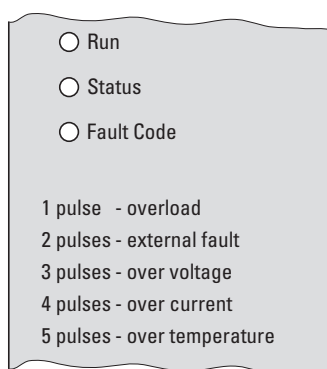 Run
Status
Fault Code
1 pulse - overload
2 pulses - external fault
3 pulses - over voltage
4 pulses - over current
5 pulses - over temperature